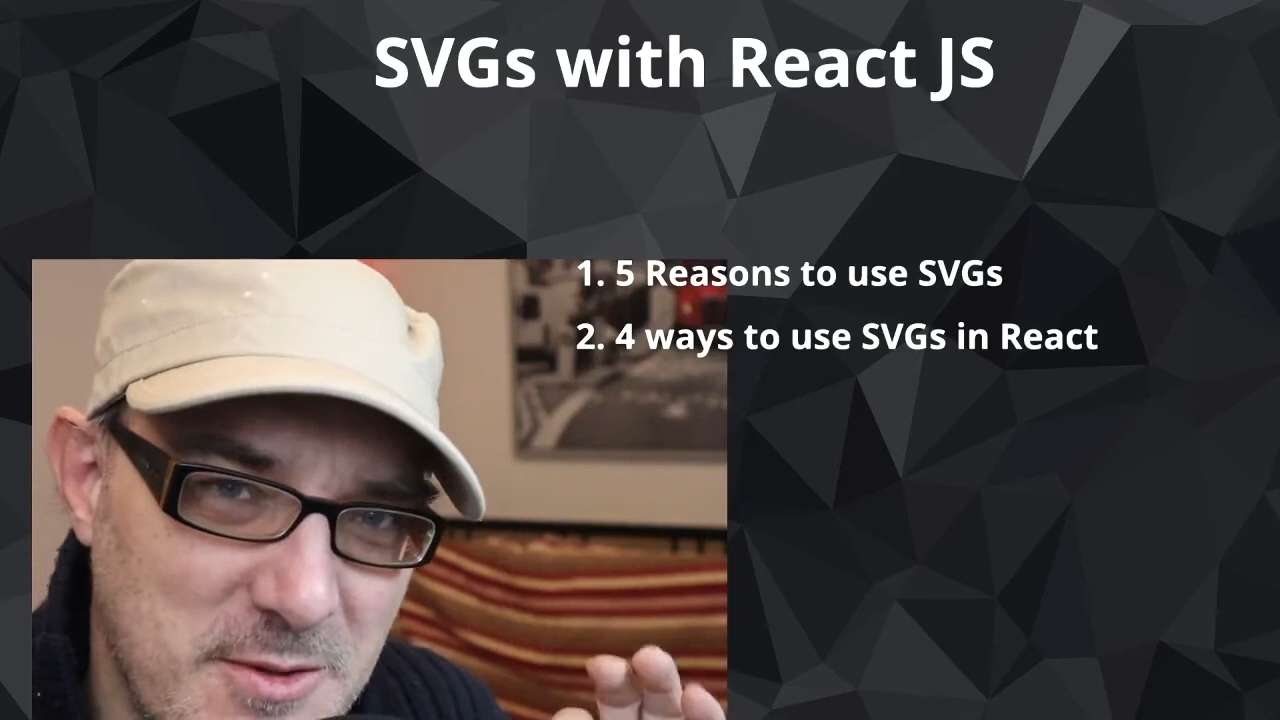 SVGs with React JS
1. 5 Reasons to use SVGs
2. 4 ways to use SVGs in React